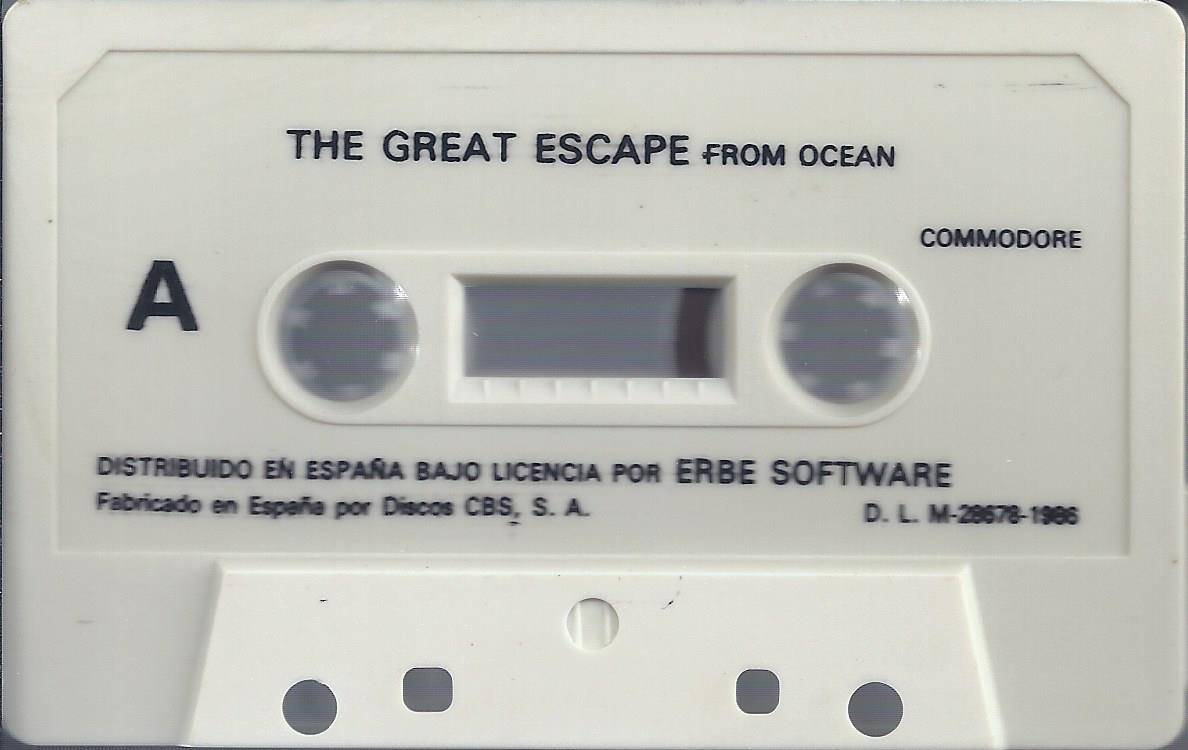 THE GREAT ESCAPE FROM OCEAN
COMMODORE
A
DISTRIBUIDO EN ESPAÑA BAJO LICENCIA POR ERBE SOFTWARE
Fabricado en España por Discos CBS, S. A.
D. L. M-28678-1986